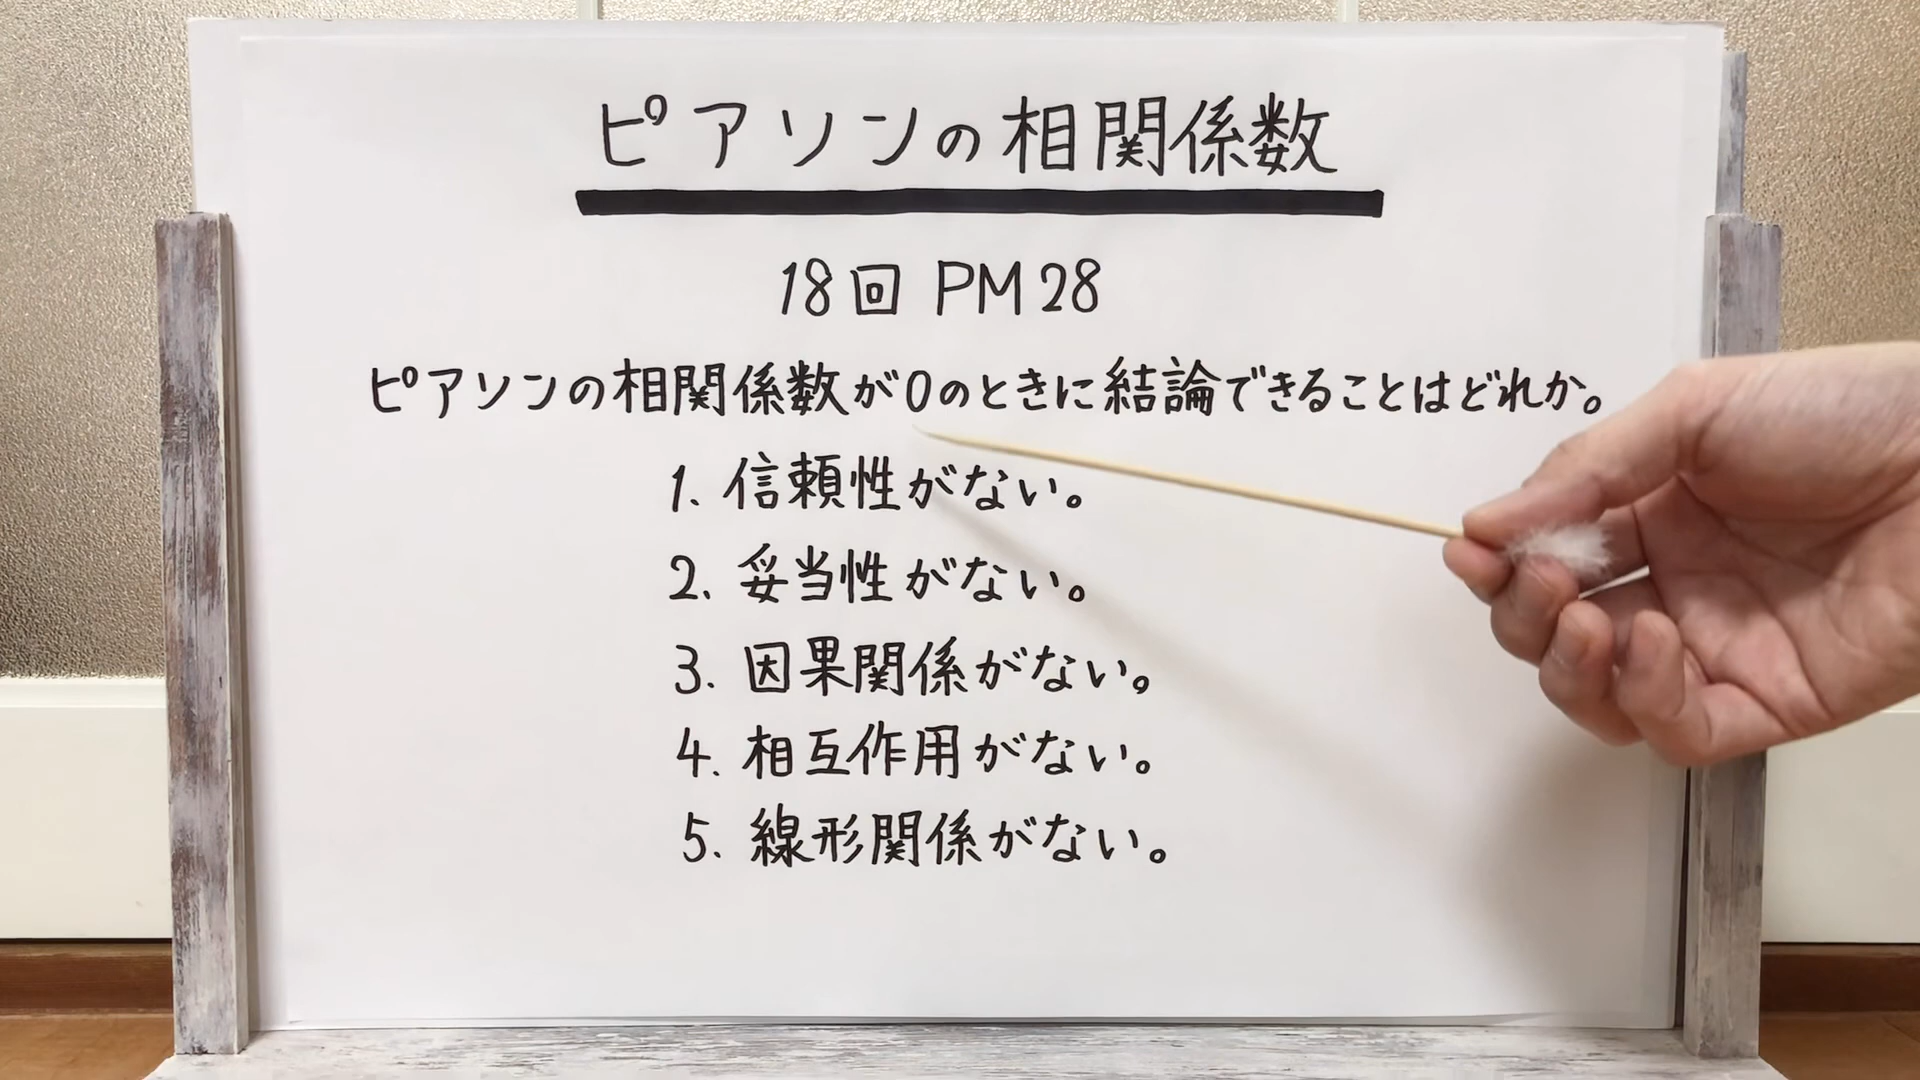 ピアソンの相関係数
18回 PM28
ピアソンの相関係数が0のときに結論できることはどれか。
1. 信頼性がない。
2. 妥当性がない。
3. 因果関係がない。
4. 相互作用がない。
5. 線形関係がない。